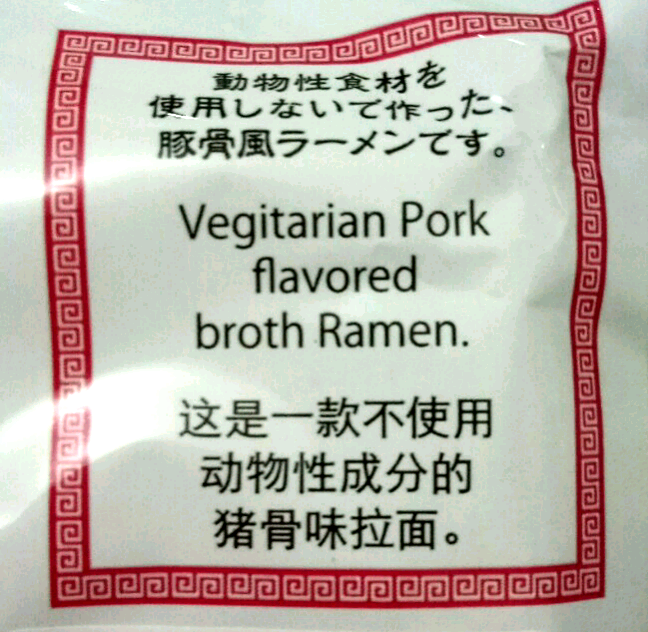 動物性食材を
使用しないで作った、
豚骨風ラーメンです。
Vegitarian Pork
flavored
broth Ramen.
这是一款不使用
动物性成分的
猪骨味拉面。